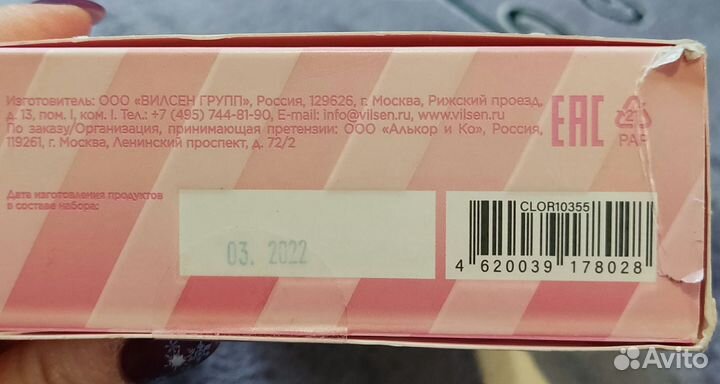 Изготовитель: ООО «ВИЛСЕН ГРУПП», Россия, 129626, г. Москва, Рижский проезд,
д. 13, пом. I, ком. I. Тел.: +7 (495) 744-81-90, E-mail: info@vilsen.ru, www.vilsen.ru
По заказу/Организация, принимающая претензии: ООО «Алькор и Ко», Россия,
119261, г. Москва, Ленинский проспект, д. 72/2
EAC
21
PAP
Дата изготовления продуктов
в составе набора:
03. 2022
CLOR10355
4 620039 178028
Avito